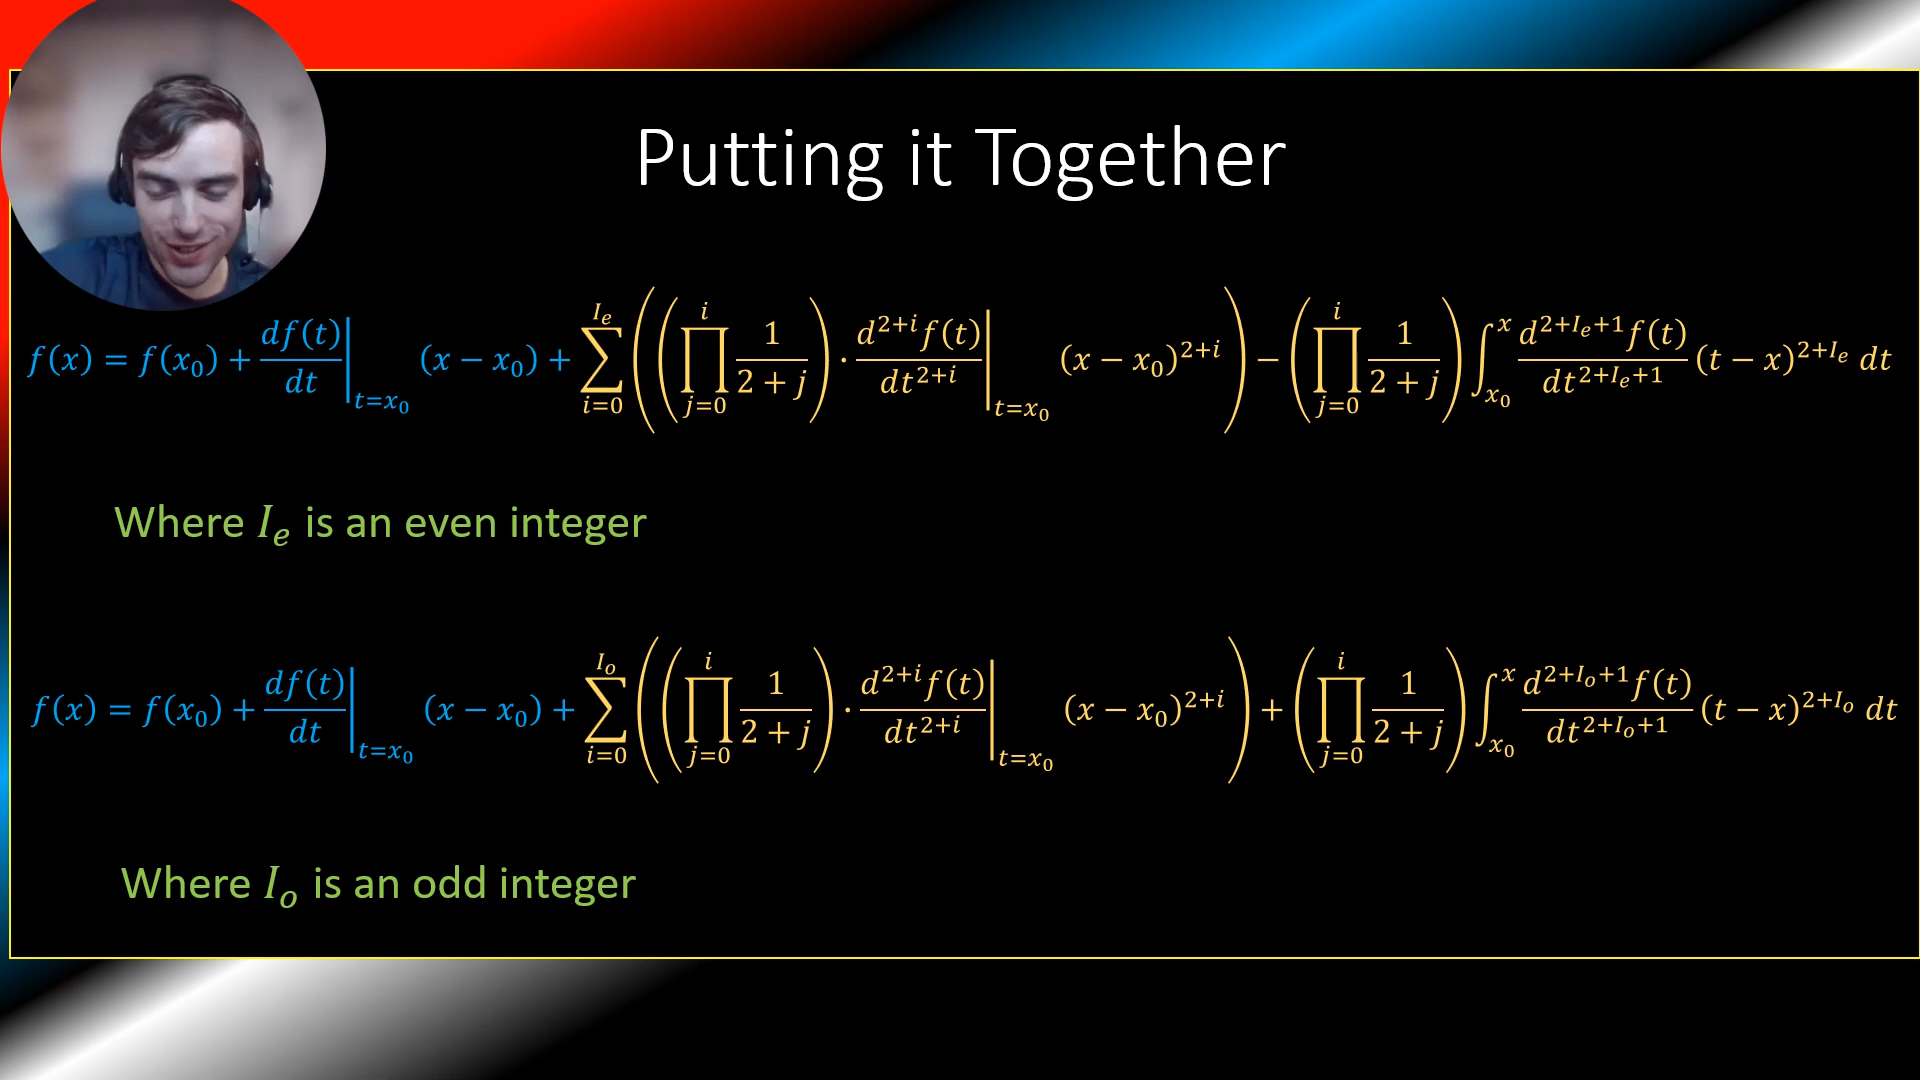 Putting it Together
f(x) = f(x₀) + df(t)/dt |_{t=x₀} (x − x₀) + ∑_{i=0}^{I_e} ((∏_{j=0}^{i} 1/(2 + j)) · d^{2+i}f(t)/dt^{2+i} |_{t=x₀} (x − x₀)^{2+i}) − (∏_{j=0}^{i} 1/(2 + j)) ∫_{x₀}^{x} d^{2+I_e+1}f(t)/dt^{2+I_e+1} (t − x)^{2+I_e} dt
Where I_e is an even integer
f(x) = f(x₀) + df(t)/dt |_{t=x₀} (x − x₀) + ∑_{i=0}^{I_o} ((∏_{j=0}^{i} 1/(2 + j)) · d^{2+i}f(t)/dt^{2+i} |_{t=x₀} (x − x₀)^{2+i}) + (∏_{j=0}^{i} 1/(2 + j)) ∫_{x₀}^{x} d^{2+I_o+1}f(t)/dt^{2+I_o+1} (t − x)^{2+I_o} dt
Where I_o is an odd integer